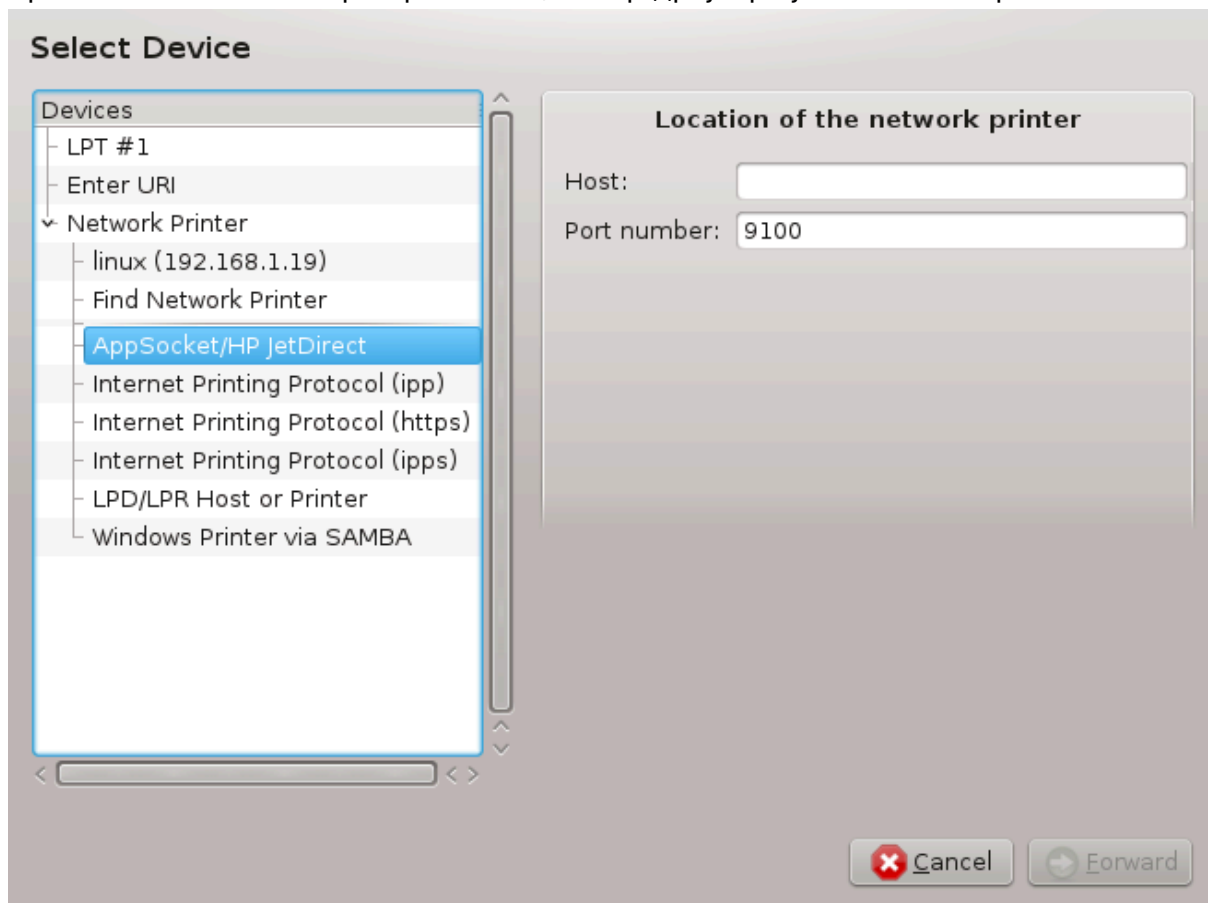 Select Device
Devices
LPT #1
Enter URI
Network Printer
linux (192.168.1.19)
Find Network Printer
AppSocket/HP JetDirect
Internet Printing Protocol (ipp)
Internet Printing Protocol (https)
Internet Printing Protocol (ipps)
LPD/LPR Host or Printer
Windows Printer via SAMBA
Location of the network printer
Host:
Port number: 9100
Cancel
Forward